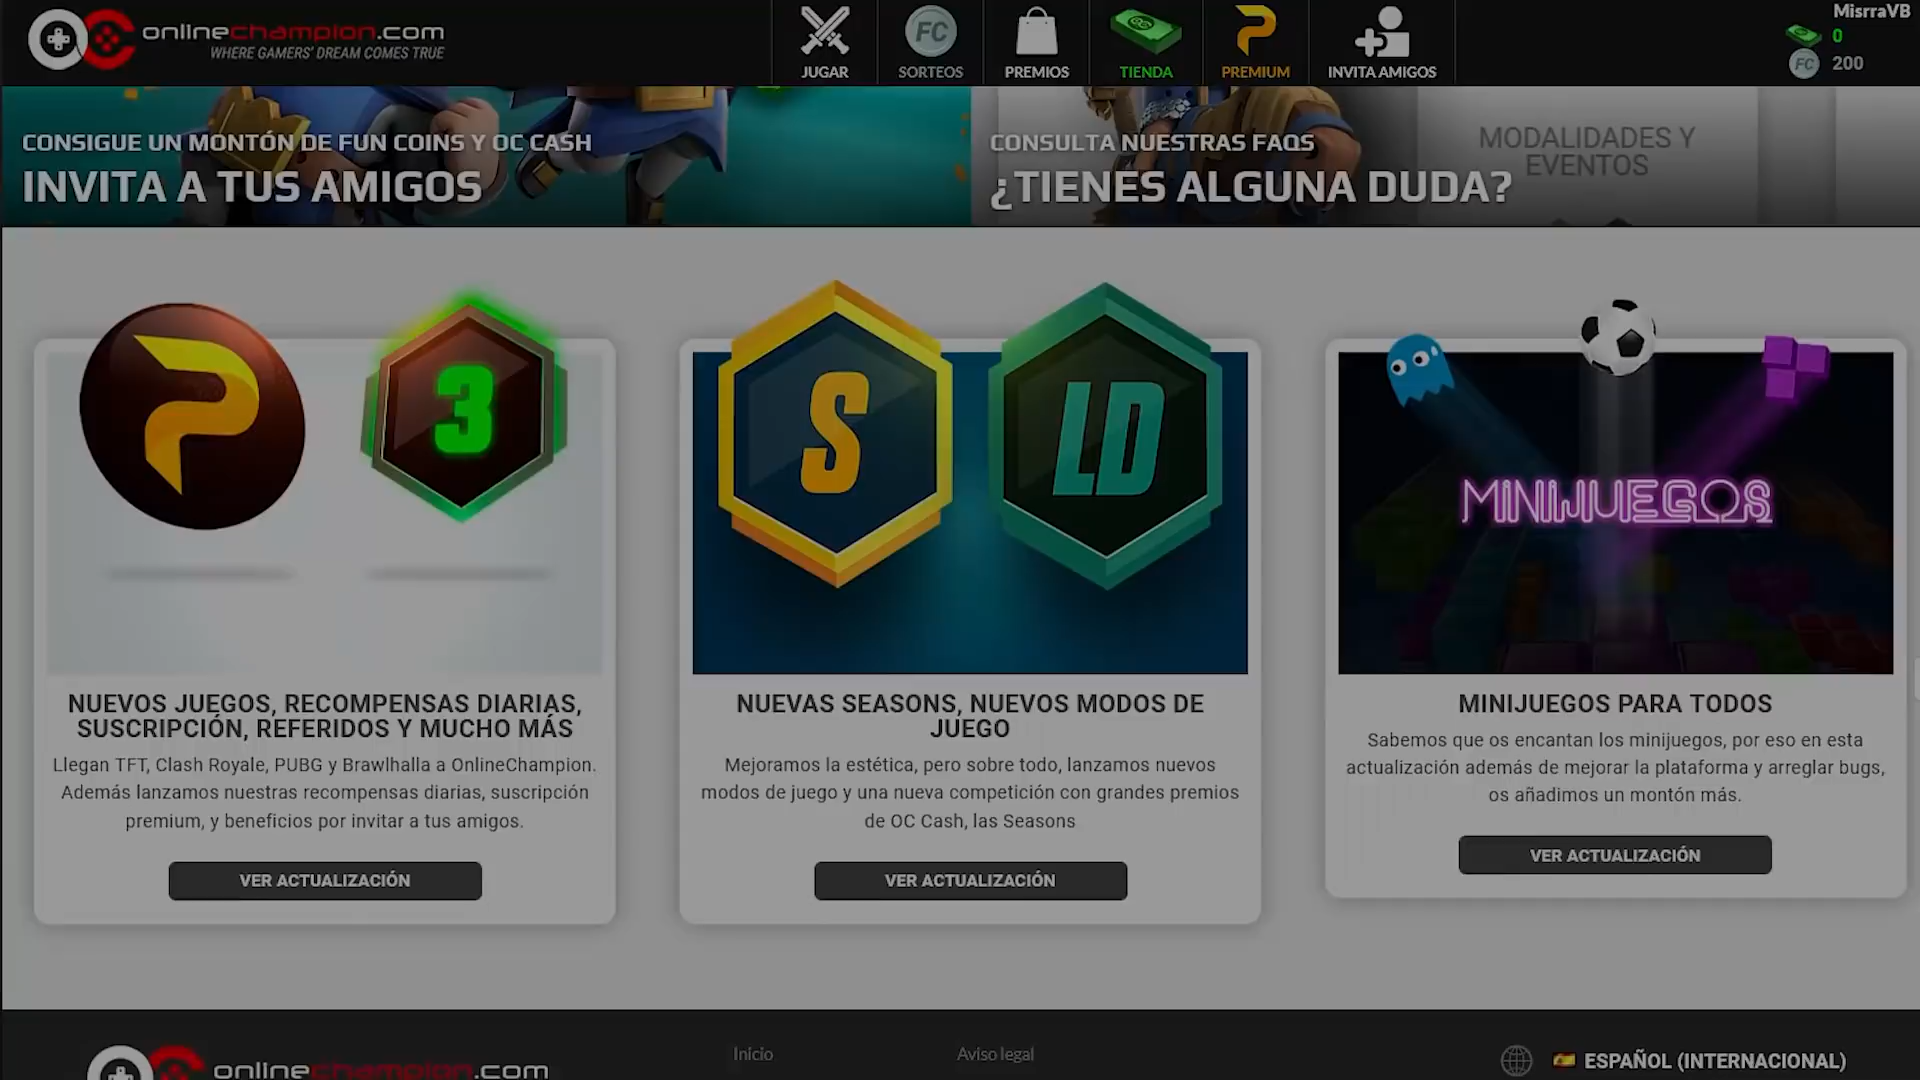 onlinechampion.com
WHERE GAMERS' DREAM COMES TRUE
JUGAR
FC
SORTEOS
PREMIOS
TIENDA
PREMIUM
INVITA AMIGOS
MisrraVB
0
FC 200
CONSIGUE UN MONTÓN DE FUN COINS Y OC CASH
INVITA A TUS AMIGOS
CONSULTA NUESTRAS FAQS
¿TIENES ALGUNA DUDA?
MODALIDADES Y
EVENTOS
P
3
S
LD
MINIJUEGOS
NUEVOS JUEGOS, RECOMPENSAS DIARIAS,
SUSCRIPCIÓN, REFERIDOS Y MUCHO MÁS
Llegan TFT, Clash Royale, PUBG y Brawlhalla a OnlineChampion.
Además lanzamos nuestras recompensas diarias, suscripción
premium, y beneficios por invitar a tus amigos.
VER ACTUALIZACIÓN
NUEVAS SEASONS, NUEVOS MODOS DE
JUEGO
Mejoramos la estética, pero sobre todo, lanzamos nuevos
modos de juego y una nueva competición con grandes premios
de OC Cash, las Seasons
VER ACTUALIZACIÓN
MINIJUEGOS PARA TODOS
Sabemos que os encantan los minijuegos, por eso en esta
actualización además de mejorar la plataforma y arreglar bugs,
os añadimos un montón más.
VER ACTUALIZACIÓN
onlinechampion.com
Inicio
Aviso legal
ESPAÑOL (INTERNACIONAL)